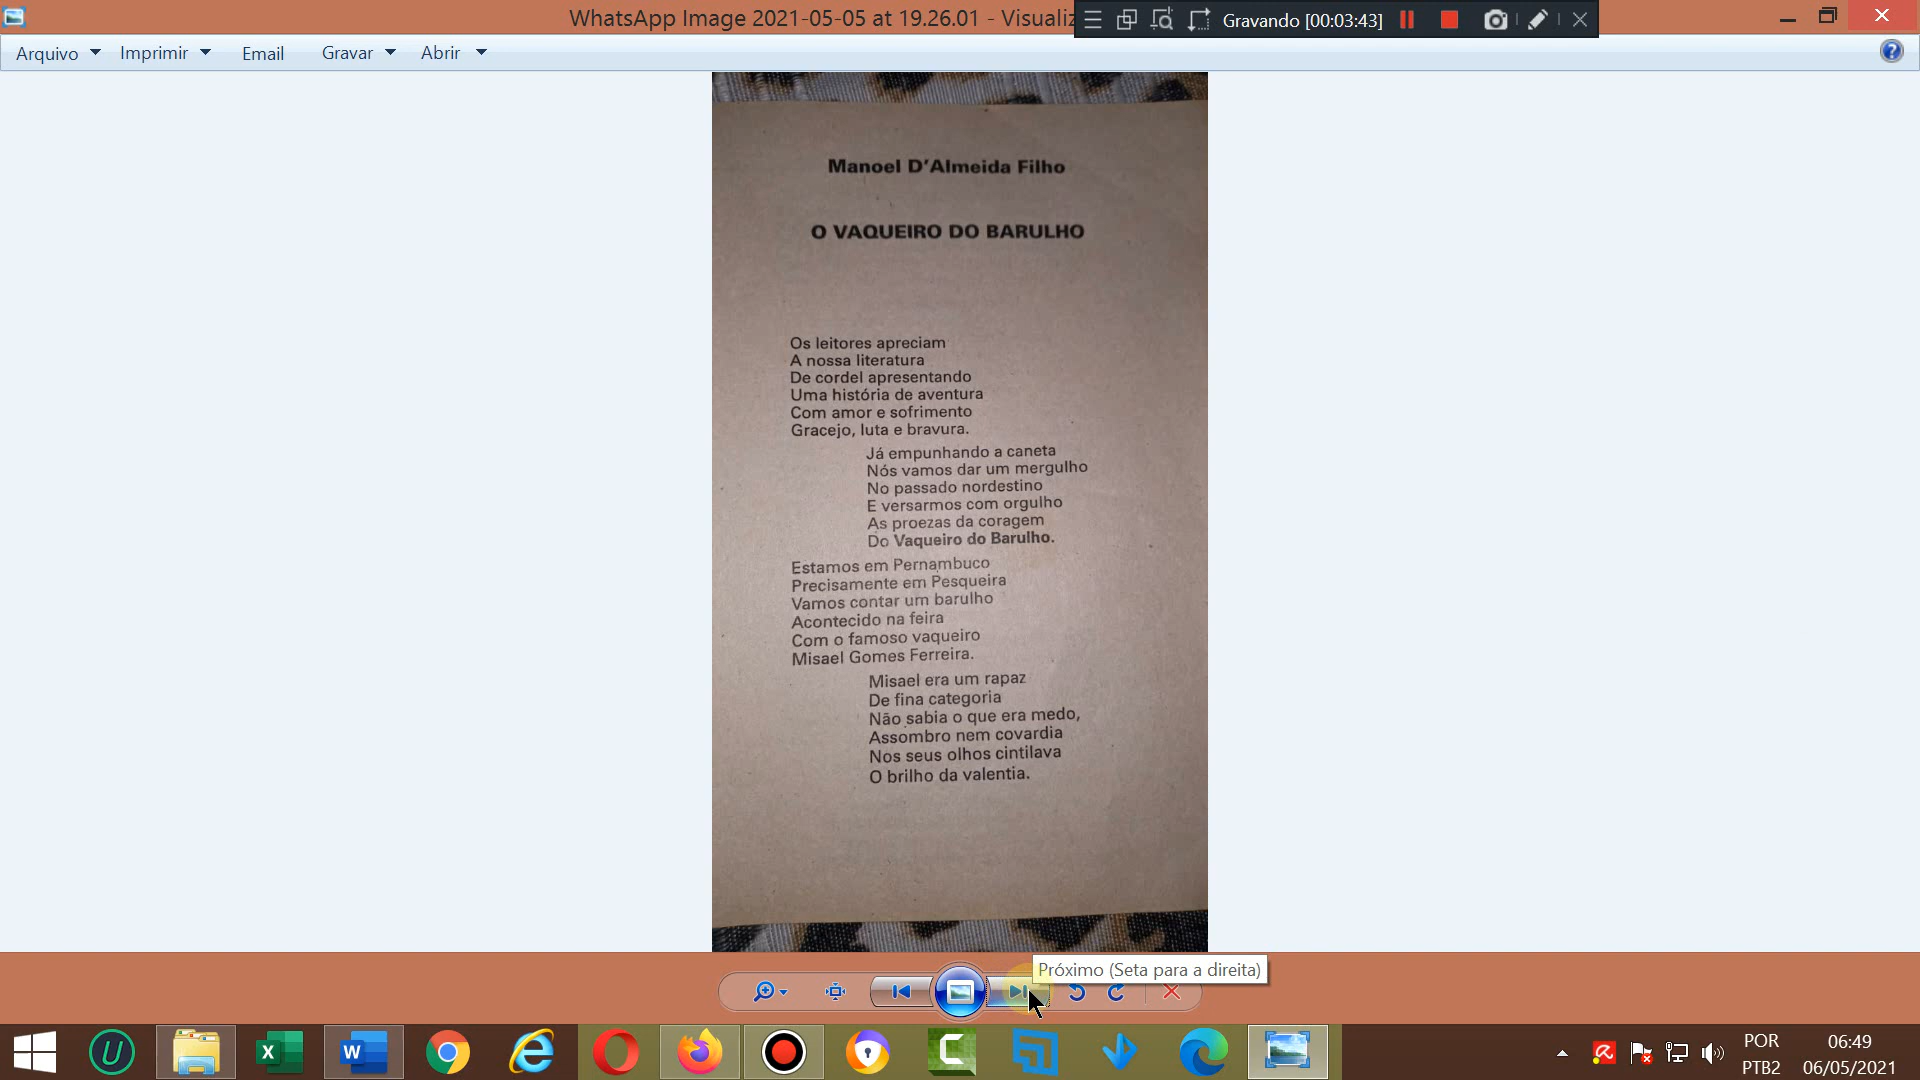 WhatsApp Image 2021-05-05 at 19.26.01 - Visualiz
Gravando [00:03:43]
Arquivo Imprimir Email Gravar Abrir
Manoel D'Almeida Filho
O VAQUEIRO DO BARULHO
Os leitores apreciam
A nossa literatura
De cordel apresentando
Uma história de aventura
Com amor e sofrimento
Gracejo, luta e bravura.
Já empunhando a caneta
Nós vamos dar um mergulho
No passado nordestino
E versarmos com orgulho
As proezas da coragem
Do Vaqueiro do Barulho.
Estamos em Pernambuco
Precisamente em Pesqueira
Vamos contar um barulho
Acontecido na feira
Com o famoso vaqueiro
Misael Gomes Ferreira.
Misael era um rapaz
De fina categoria
Não sabia o que era medo,
Assombro nem covardia
Nos seus olhos cintilava
O brilho da valentia.
Próximo (Seta para a direita)
POR 06:49
PTB2 06/05/2021